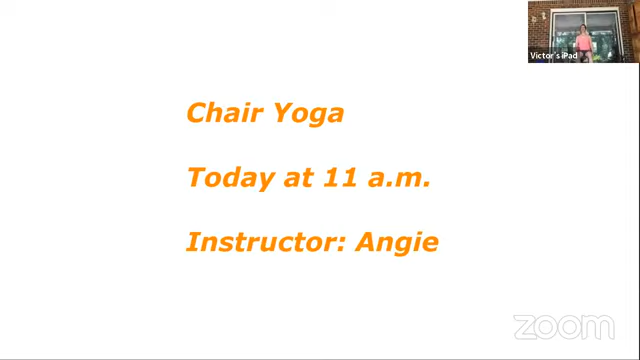 Victor's iPad
Chair Yoga
Today at 11 a.m.
Instructor: Angie
zoom